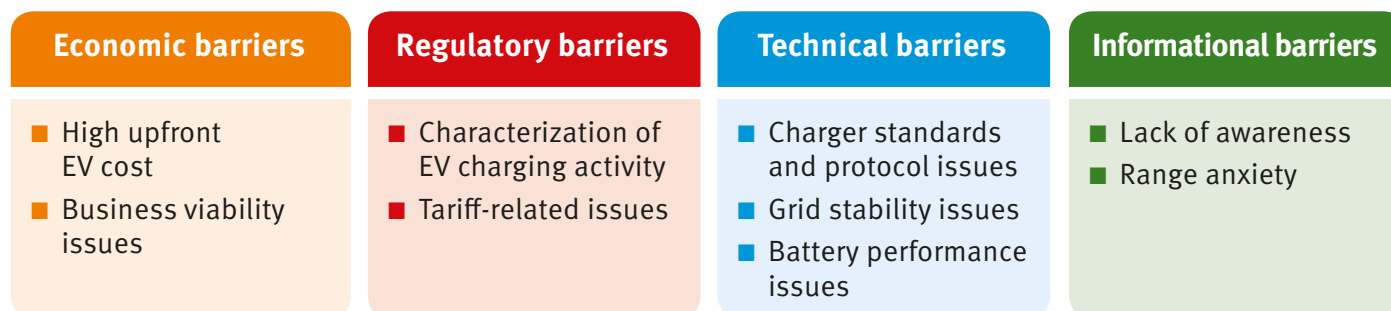 Economic barriers
High upfront
EV cost
Business viability
issues
Regulatory barriers
Characterization of
EV charging activity
Tariff-related issues
Technical barriers
Charger standards
and protocol issues
Grid stability issues
Battery performance
issues
Informational barriers
Lack of awareness
Range anxiety